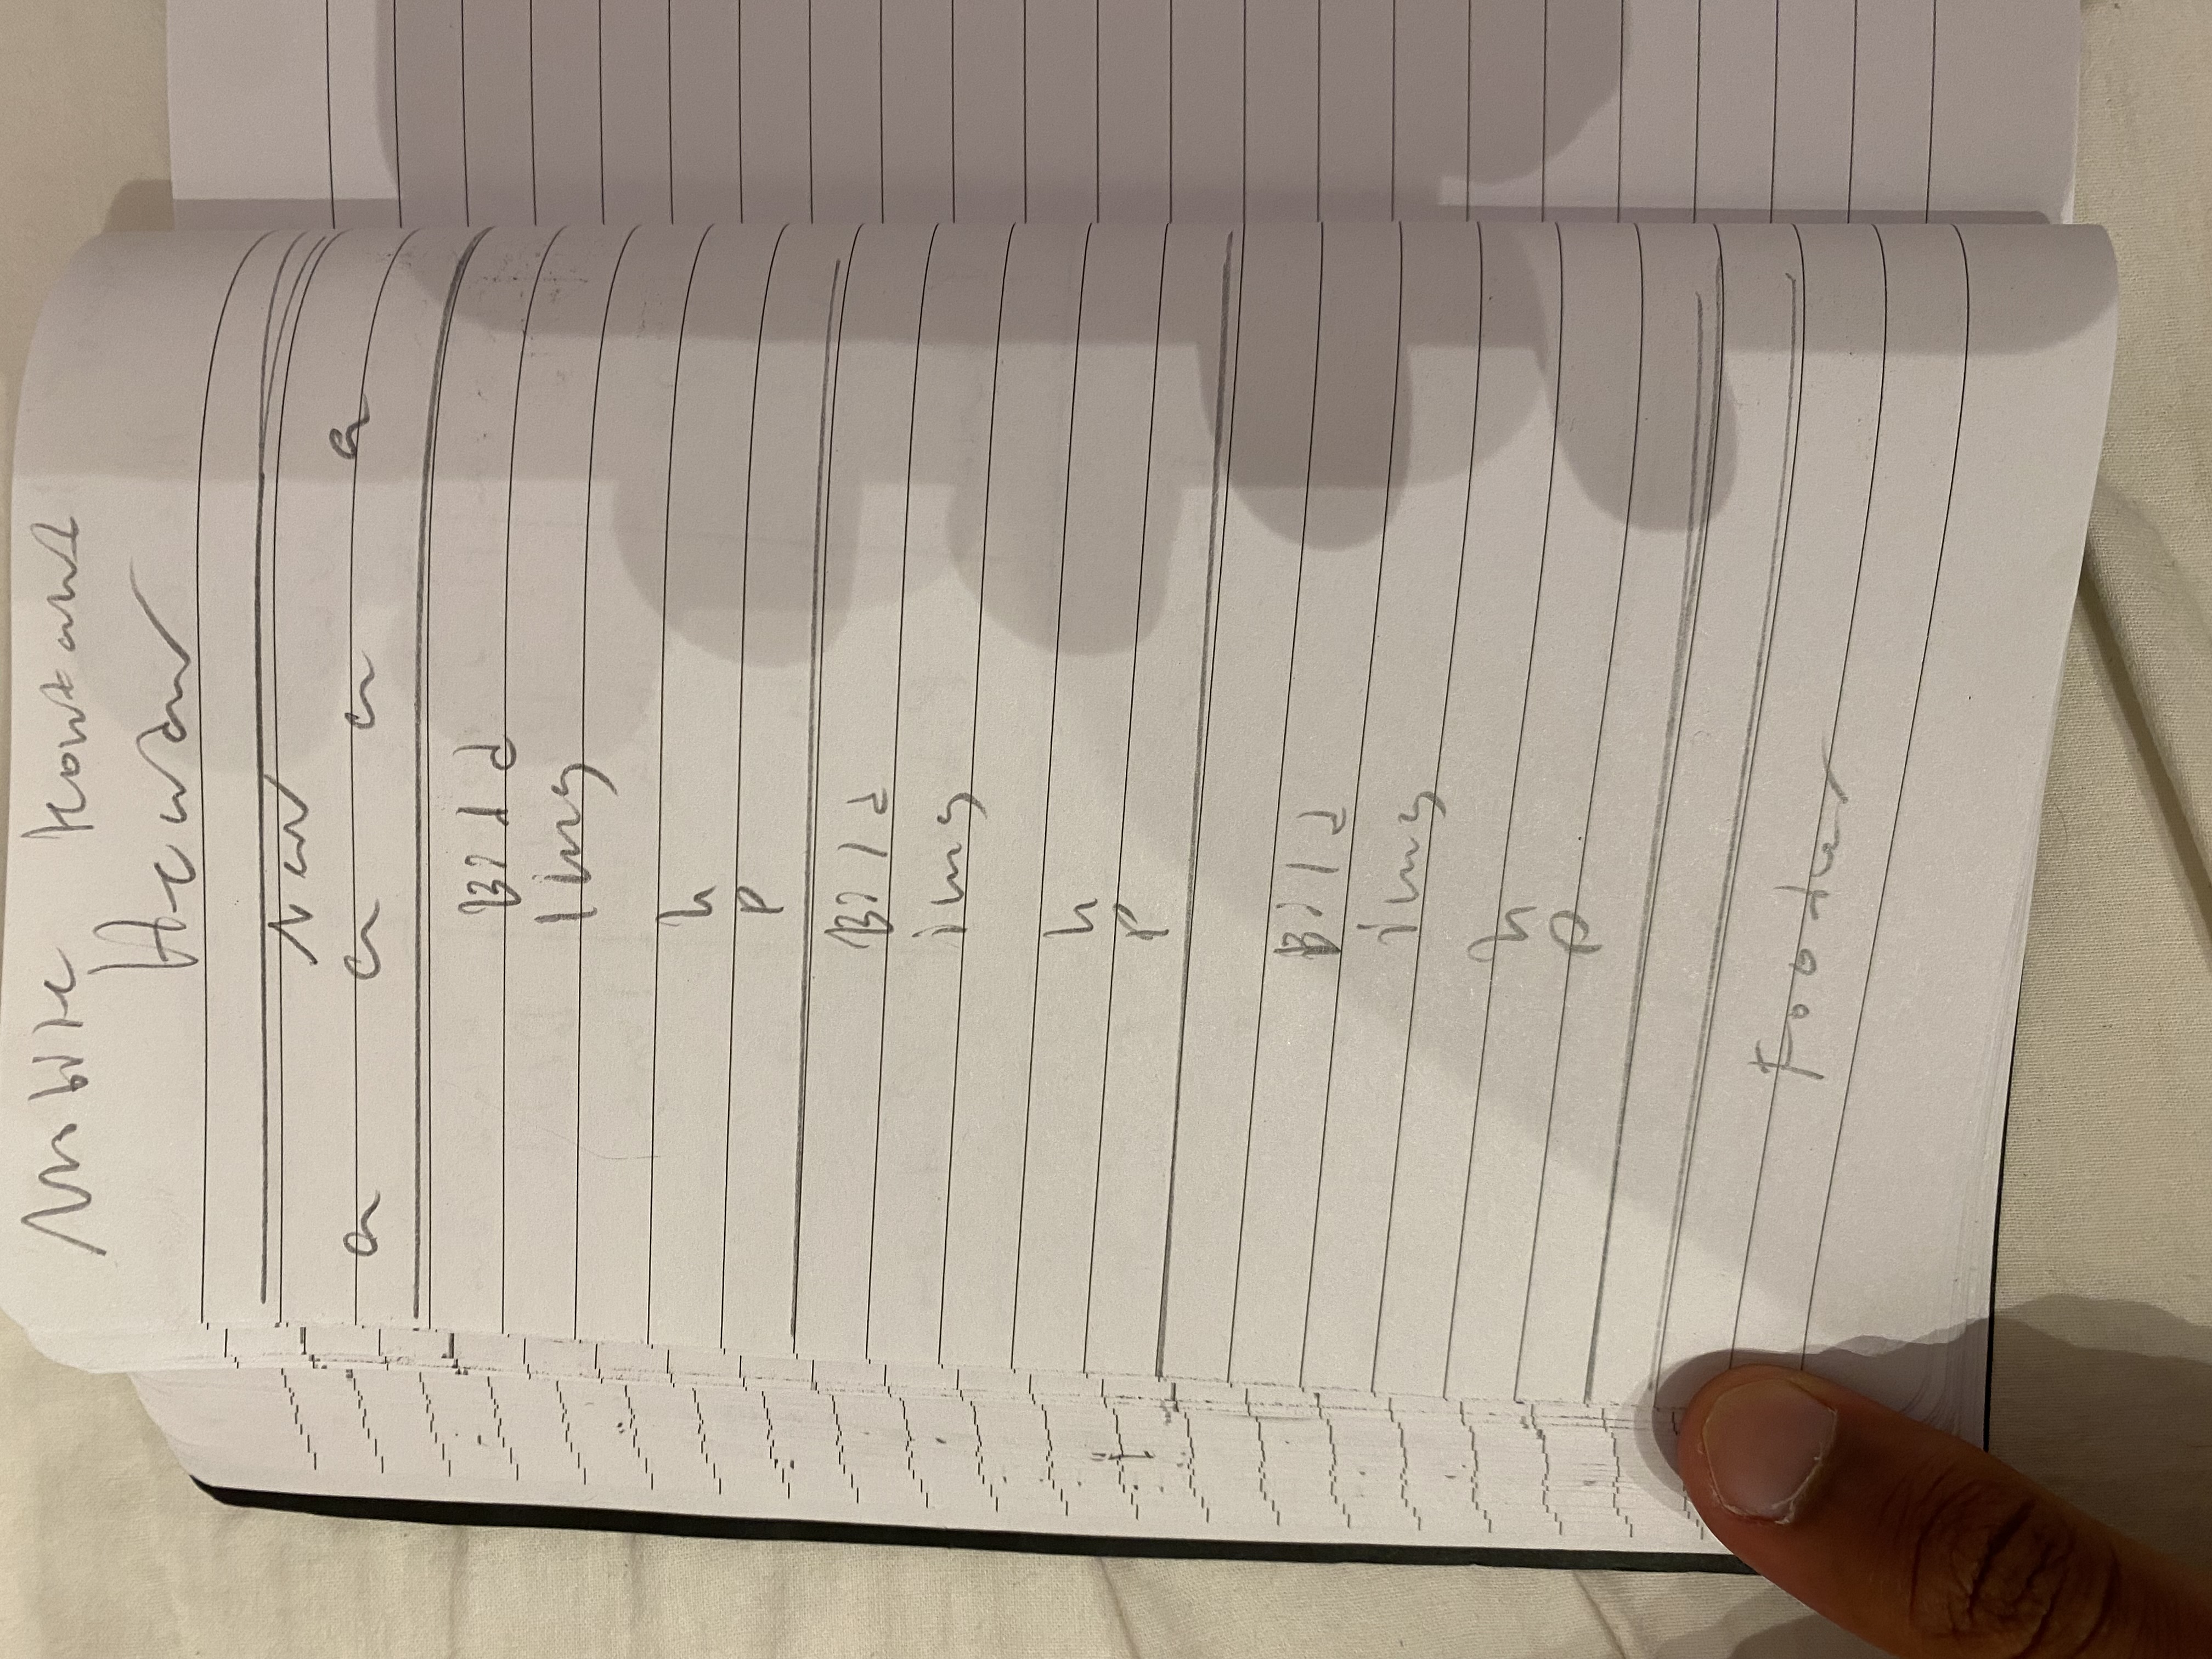 Mobile Kontakt
Header
Nav
a a a a
Bild
img
h
p
Bild
img
h
p
Bild
img
h
p
Footer